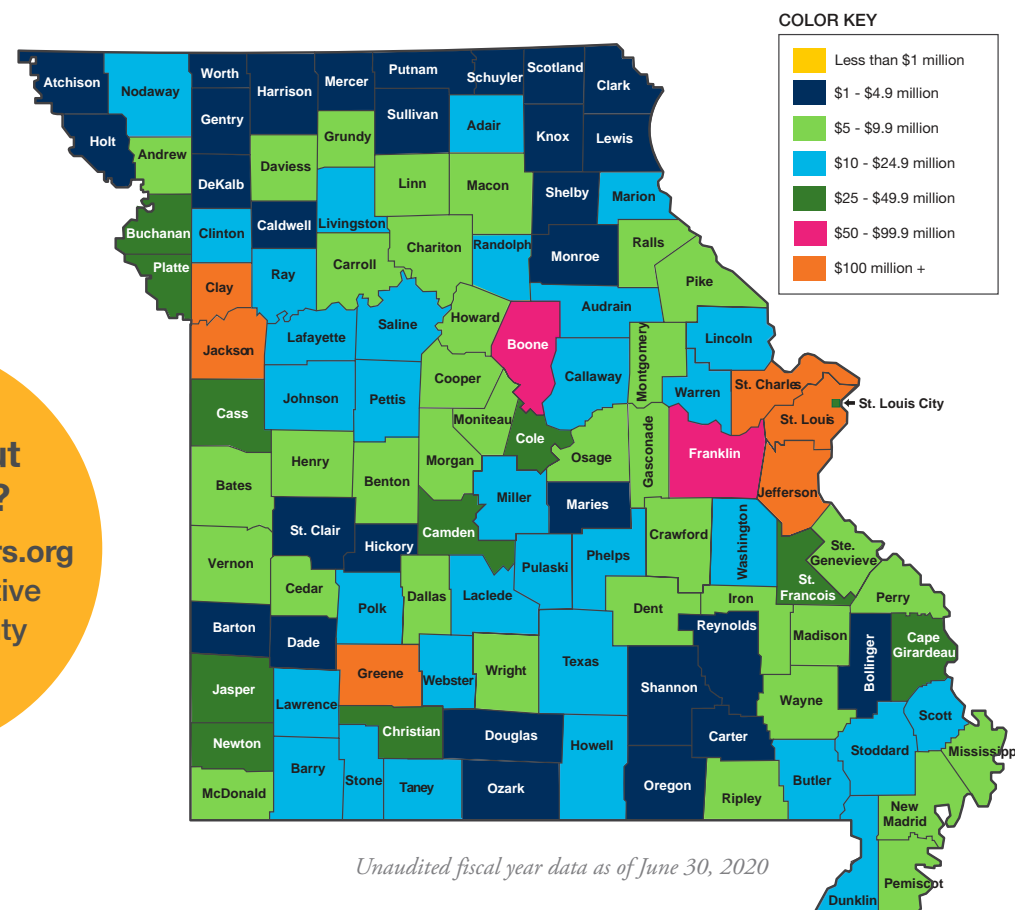 COLOR KEY
Less than $1 million
$1 - $4.9 million
$5 - $9.9 million
$10 - $24.9 million
$25 - $49.9 million
$50 - $99.9 million
$100 million +
Atchison
Nodaway
Worth
Harrison
Mercer
Putnam
Schuyler
Scotland
Clark
Gentry
Sullivan
Adair
Knox
Lewis
Holt
Andrew
Daviess
Grundy
DeKalb
Linn
Macon
Shelby
Marion
Buchanan
Clinton
Caldwell
Livingston
Chariton
Randolph
Monroe
Ralls
Platte
Clay
Ray
Carroll
Pike
Audrain
Saline
Howard
Boone
Jackson
Lafayette
Montgomery
Lincoln
Callaway
Warren
St. Charles
St. Louis City
St. Louis
Cass
Johnson
Pettis
Cooper
Moniteau
Cole
Osage
Gasconade
Franklin
Jefferson
Henry
Benton
Morgan
Bates
Miller
Maries
St. Clair
Hickory
Camden
Crawford
Washington
Ste.
Genevieve
Vernon
Cedar
Polk
Dallas
Laclede
Pulaski
Phelps
St.
Francois
Perry
Dent
Iron
Barton
Dade
Reynolds
Madison
Bollinger
Cape
Girardeau
Jasper
Greene
Webster
Wright
Texas
Shannon
Wayne
Lawrence
Scott
Newton
Christian
Douglas
Howell
Carter
Stoddard
Barry
Stone
Taney
Ozark
Oregon
Ripley
Butler
McDonald
New
Madrid
Pemiscot
Dunklin
ut
?
rs.org
tive
ty
Unaudited fiscal year data as of June 30, 2020